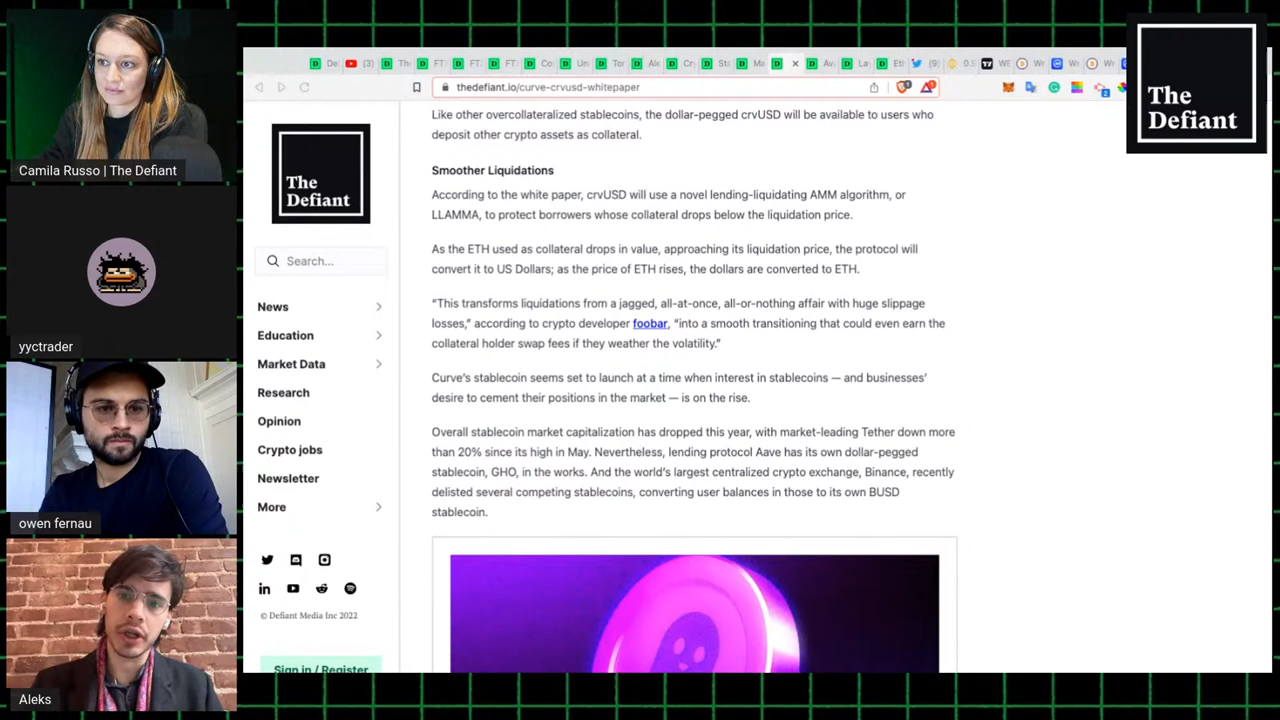 Camila Russo | The Defiant
yyctrader
owen fernau
Aleks
thedefiant.io/curve-crvusd-whitepaper
The
Defiant
The
Defiant
Search...
News
Education
Market Data
Research
Opinion
Crypto jobs
Newsletter
More
© Defiant Media Inc 2022
Sign in / Register
Like other overcollateralized stablecoins, the dollar-pegged crvUSD will be available to users who
deposit other crypto assets as collateral.
Smoother Liquidations
According to the white paper, crvUSD will use a novel lending-liquidating AMM algorithm, or
LLAMMA, to protect borrowers whose collateral drops below the liquidation price.
As the ETH used as collateral drops in value, approaching its liquidation price, the protocol will
convert it to US Dollars; as the price of ETH rises, the dollars are converted to ETH.
“This transforms liquidations from a jagged, all-at-once, all-or-nothing affair with huge slippage
losses,” according to crypto developer foobar, “into a smooth transitioning that could even earn the
collateral holder swap fees if they weather the volatility.”
Curve’s stablecoin seems set to launch at a time when interest in stablecoins — and businesses’
desire to cement their positions in the market — is on the rise.
Overall stablecoin market capitalization has dropped this year, with market-leading Tether down more
than 20% since its high in May. Nevertheless, lending protocol Aave has its own dollar-pegged
stablecoin, GHO, in the works. And the world’s largest centralized crypto exchange, Binance, recently
delisted several competing stablecoins, converting user balances in those to its own BUSD
stablecoin.